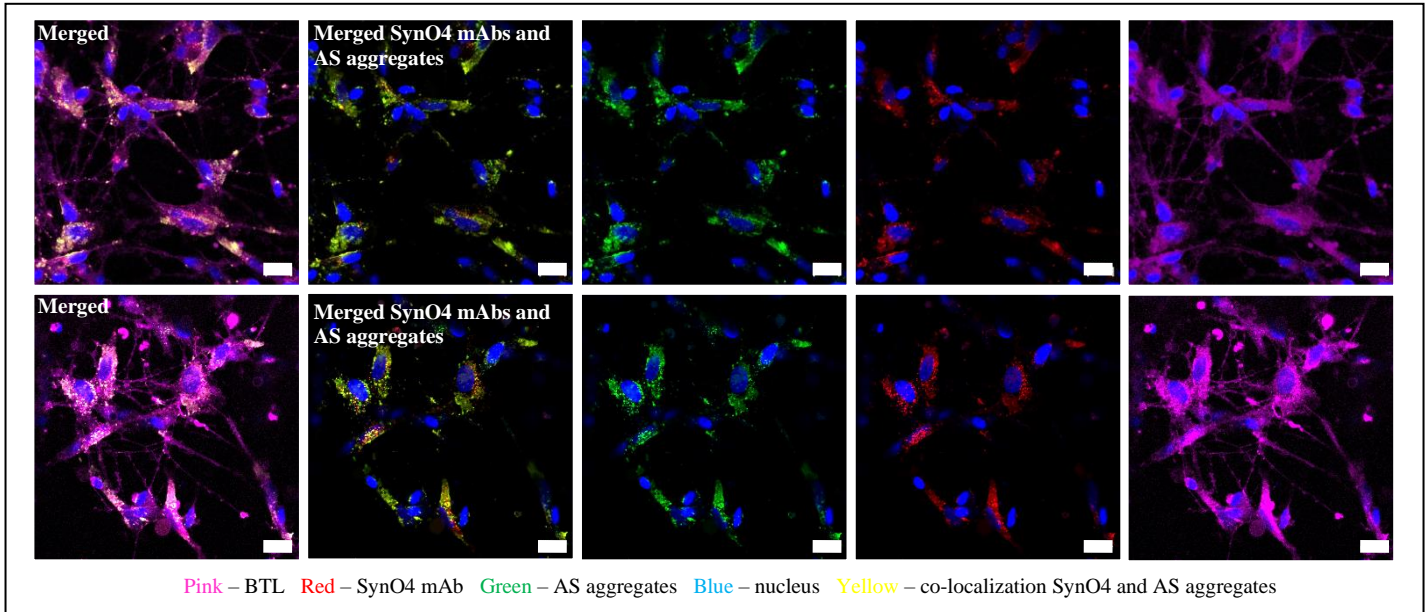 Merged
Merged SynO4 mAbs and
AS aggregates
Merged
Merged SynO4 mAbs and
AS aggregates
Pink – BTL Red – SynO4 mAb Green – AS aggregates Blue – nucleus Yellow – co-localization SynO4 and AS aggregates